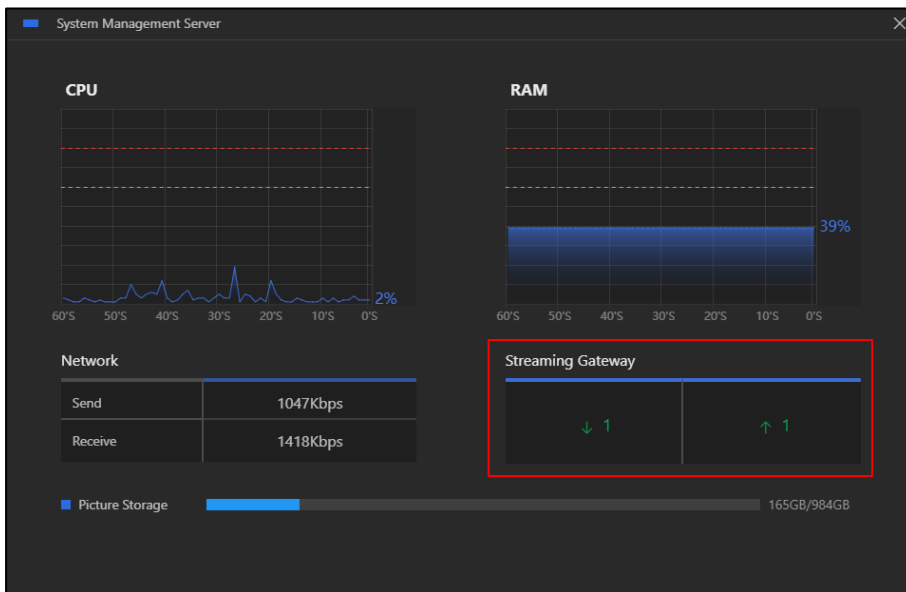 System Management Server
CPU
2%
60'S 50'S 40'S 30'S 20'S 10'S 0'S
RAM
39%
60'S 50'S 40'S 30'S 20'S 10'S 0'S
Network
Send 1047Kbps
Receive 1418Kbps
Streaming Gateway
↓ 1 ↑ 1
Picture Storage 165GB/984GB